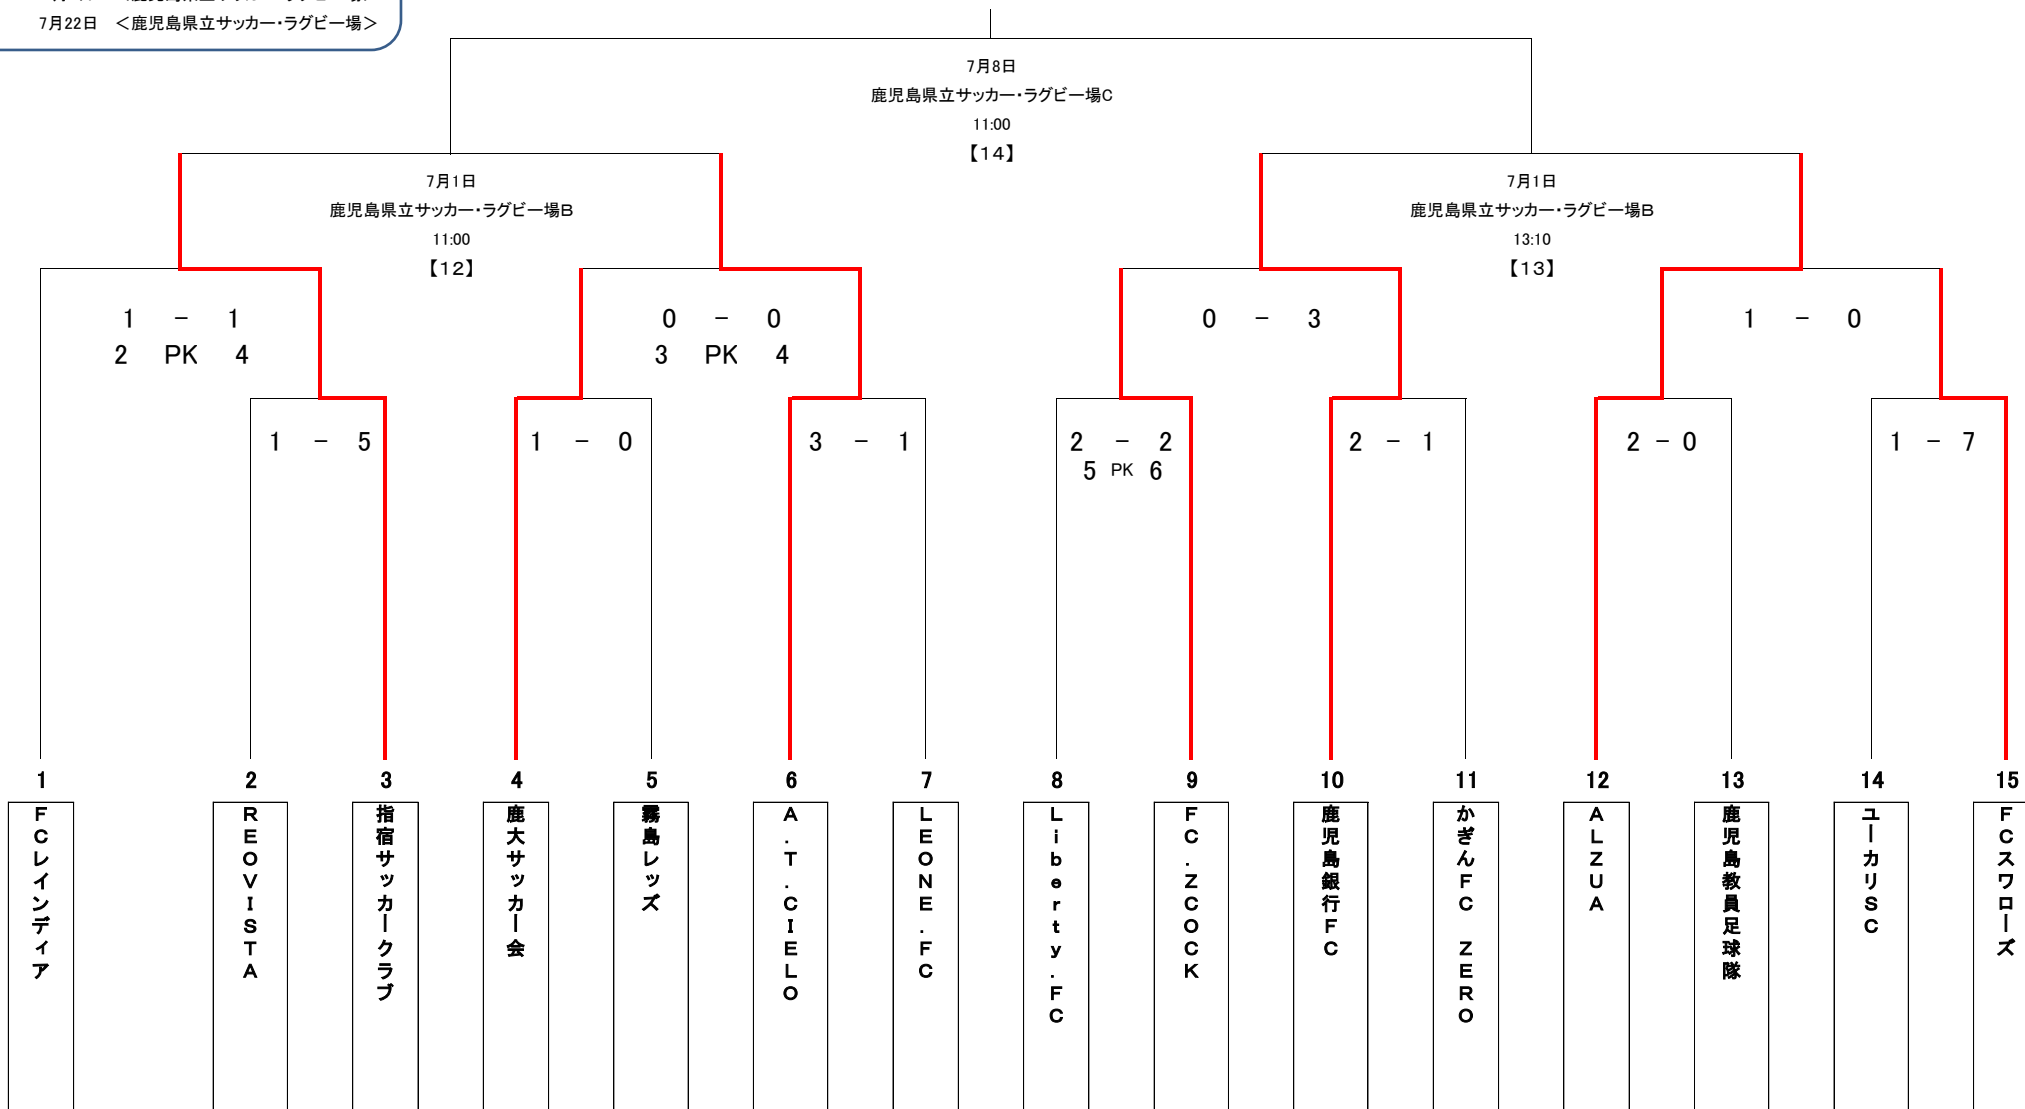 7月22日 <鹿児島県立サッカー・ラグビー場>
7月8日
鹿児島県立サッカー・ラグビー場C
11:00
【14】
7月1日
鹿児島県立サッカー・ラグビー場B
11:00
【12】
7月1日
鹿児島県立サッカー・ラグビー場B
13:10
【13】
1 - 1
2 PK 4
0 - 0
3 PK 4
0 - 3
1 - 0
1 - 5
1 - 0
3 - 1
2 - 2
5 PK 6
2 - 1
2 - 0
1 - 7
1
FCレインディア
2
REOVISTA
3
指宿サッカークラブ
4
鹿大サッカー会
5
霧島レッズ
6
A.T.CIELO
7
LEONE.FC
8
Liberty.FC
9
FC.ZCOCK
10
鹿児島銀行FC
11
かぎんFC ZERO
12
ALZUA
13
鹿児島教員足球隊
14
ユーカリSC
15
FCスワローズ